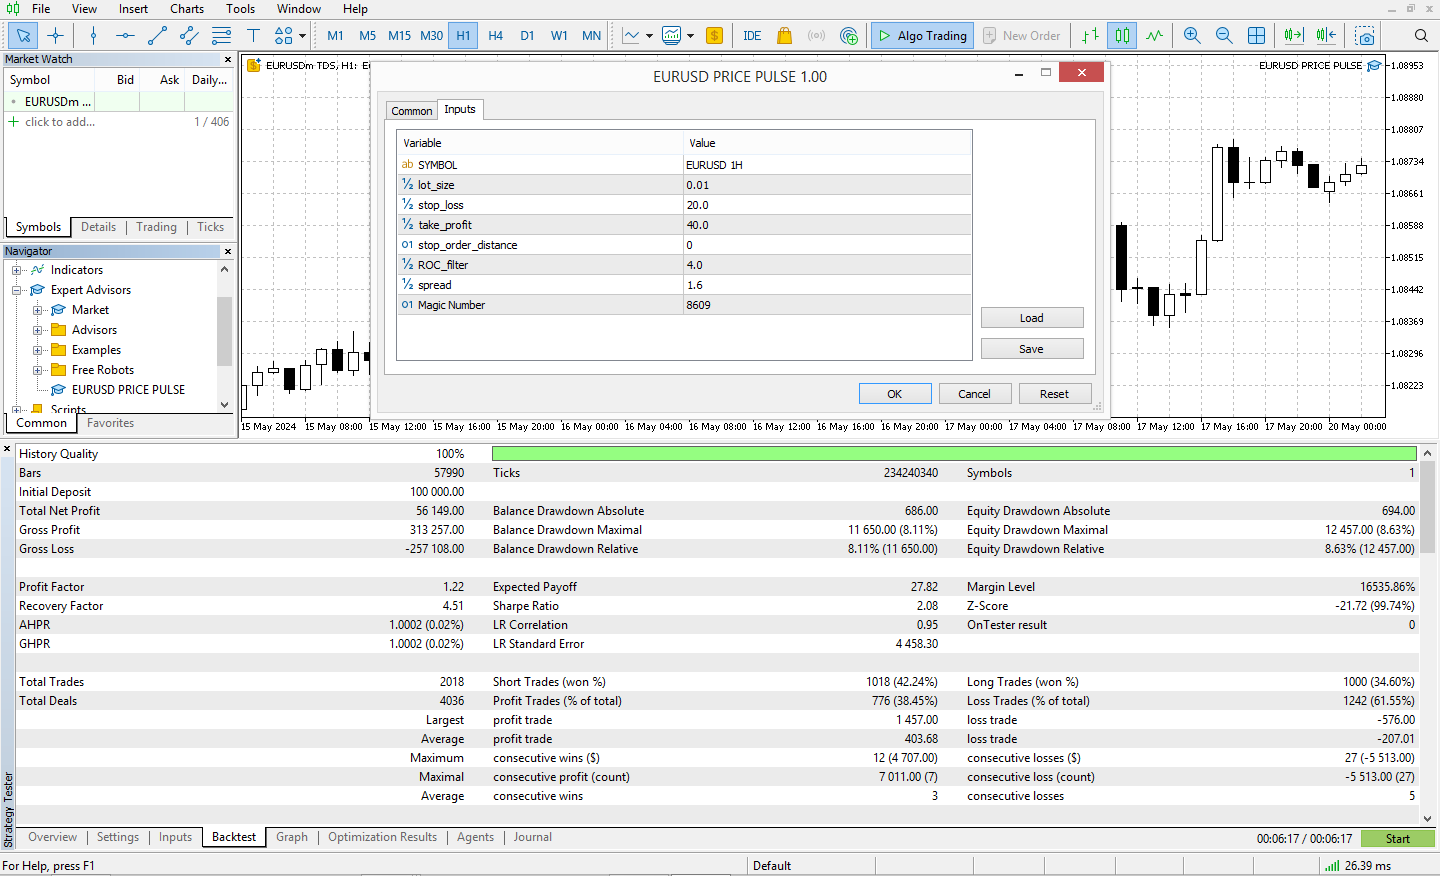 File View Insert Charts Tools Window Help
M1 M5 M15 M30 H1 H4 D1 W1 MN IDE Algo Trading New Order
Market Watch
Symbol Bid Ask Daily...
EURUSDm ...
click to add... 1 / 406
Symbols Details Trading Ticks
Navigator
Indicators
Expert Advisors
Market
Advisors
Examples
Free Robots
EURUSD PRICE PULSE
Scripts
Common Favorites
EURUSDm TDS, H1:
EURUSD PRICE PULSE
EURUSD PRICE PULSE 1.00
Common Inputs
Variable Value
ab SYMBOL EURUSD 1H
½ lot_size 0.01
½ stop_loss 20.0
½ take_profit 40.0
01 stop_order_distance 0
½ ROC_filter 4.0
½ spread 1.6
01 Magic Number 8609
Load
Save
OK Cancel Reset
1.08953
1.08880
1.08807
1.08734
1.08661
1.08588
1.08515
1.08442
1.08369
1.08296
1.08223
15 May 2024 15 May 08:00 15 May 12:00 15 May 16:00 15 May 20:00 16 May 00:00 16 May 04:00 16 May 08:00 16 May 12:00 16 May 16:00 16 May 20:00 17 May 00:00 17 May 04:00 17 May 08:00 17 May 12:00 17 May 16:00 17 May 20:00 20 May 00:00
History Quality 100%
Bars 57990 Ticks 234240340 Symbols 1
Initial Deposit 100 000.00
Total Net Profit 56 149.00 Balance Drawdown Absolute 686.00 Equity Drawdown Absolute 694.00
Gross Profit 313 257.00 Balance Drawdown Maximal 11 650.00 (8.11%) Equity Drawdown Maximal 12 457.00 (8.63%)
Gross Loss -257 108.00 Balance Drawdown Relative 8.11% (11 650.00) Equity Drawdown Relative 8.63% (12 457.00)
Profit Factor 1.22 Expected Payoff 27.82 Margin Level 16535.86%
Recovery Factor 4.51 Sharpe Ratio 2.08 Z-Score -21.72 (99.74%)
AHPR 1.0002 (0.02%) LR Correlation 0.95 OnTester result 0
GHPR 1.0002 (0.02%) LR Standard Error 4 458.30
Total Trades 2018 Short Trades (won %) 1018 (42.24%) Long Trades (won %) 1000 (34.60%)
Total Deals 4036 Profit Trades (% of total) 776 (38.45%) Loss Trades (% of total) 1242 (61.55%)
Largest profit trade 1 457.00 loss trade -576.00
Average profit trade 403.68 loss trade -207.01
Maximum consecutive wins ($) 12 (4 707.00) consecutive losses ($) 27 (-5 513.00)
Maximal consecutive profit (count) 7 011.00 (7) consecutive loss (count) -5 513.00 (27)
Average consecutive wins 3 consecutive losses 5
Strategy Tester
Overview Settings Inputs Backtest Graph Optimization Results Agents Journal 00:06:17 / 00:06:17 Start
For Help, press F1 Default 26.39 ms